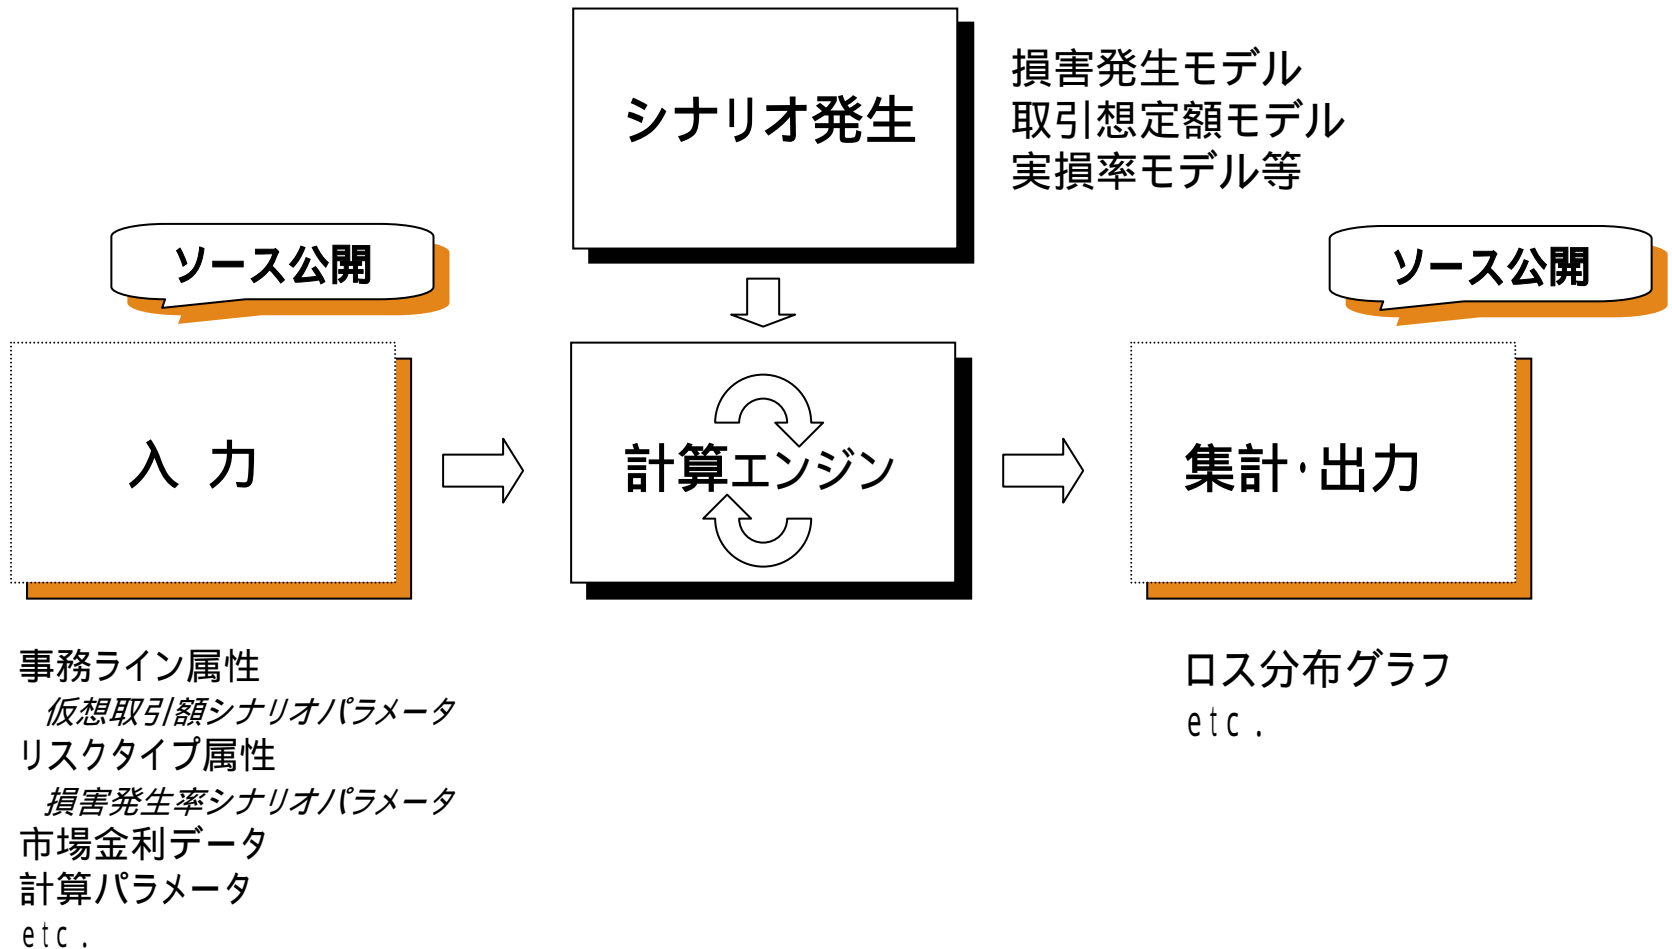 シナリオ発生
損害発生モデル
取引想定額モデル
実損率モデル等
ソース公開
ソース公開
入 力
計算エンジン
集計・出力
事務ライン属性
仮想取引額シナリオパラメータ
リスクタイプ属性
損害発生率シナリオパラメータ
市場金利データ
計算パラメータ
etc.
ロス分布グラフ
etc.